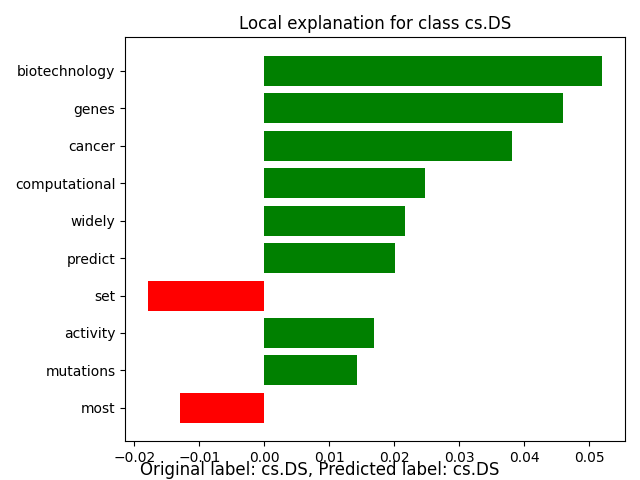 Local explanation for class cs.DS
biotechnology
genes
cancer
computational
widely
predict
set
activity
mutations
most
−0.02 −0.01 0.00 0.01 0.02 0.03 0.04 0.05
Original label: cs.DS, Predicted label: cs.DS